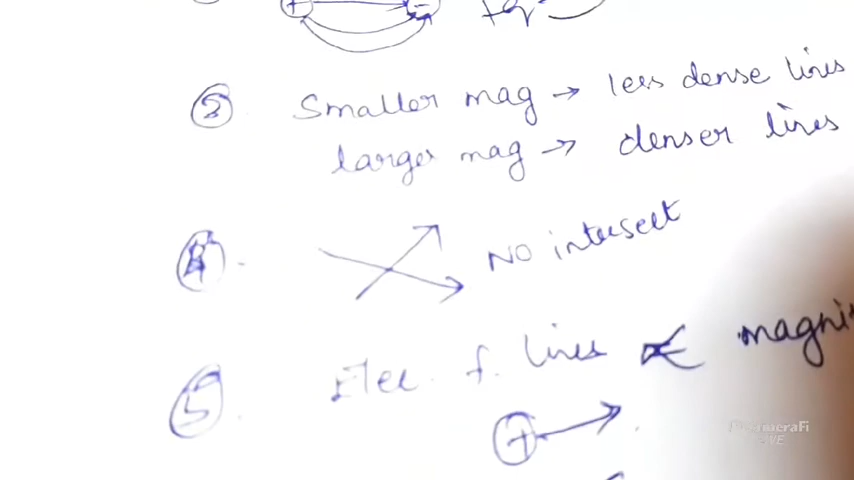 + -
+q
3 Smaller mag → less dense lines
larger mag → denser lines
4. No intersect
5. Elec. f. lines ∝ magni
+